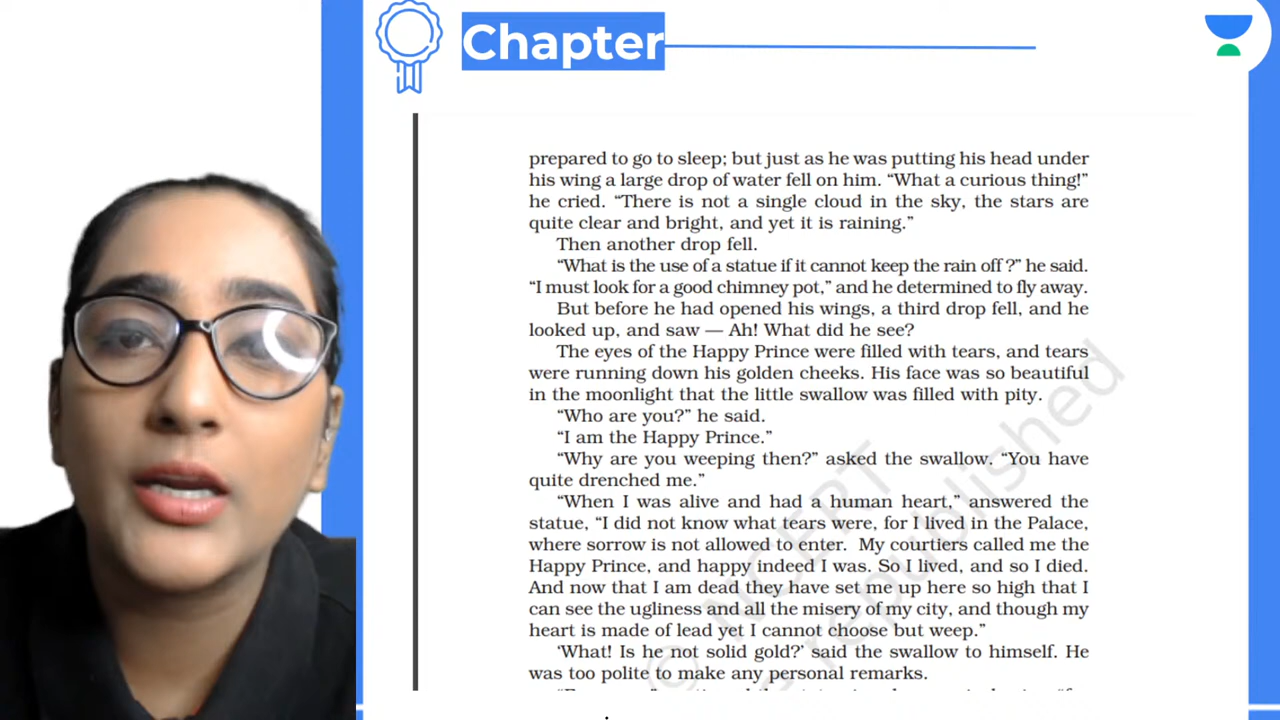 Chapter
prepared to go to sleep; but just as he was putting his head under
his wing a large drop of water fell on him. “What a curious thing!”
he cried. “There is not a single cloud in the sky, the stars are
quite clear and bright, and yet it is raining.”
Then another drop fell.
“What is the use of a statue if it cannot keep the rain off ?” he said.
“I must look for a good chimney pot,” and he determined to fly away.
But before he had opened his wings, a third drop fell, and he
looked up, and saw — Ah! What did he see?
The eyes of the Happy Prince were filled with tears, and tears
were running down his golden cheeks. His face was so beautiful
in the moonlight that the little swallow was filled with pity.
“Who are you?” he said.
“I am the Happy Prince.”
“Why are you weeping then?” asked the swallow. “You have
quite drenched me.”
“When I was alive and had a human heart,” answered the
statue, “I did not know what tears were, for I lived in the Palace,
where sorrow is not allowed to enter. My courtiers called me the
Happy Prince, and happy indeed I was. So I lived, and so I died.
And now that I am dead they have set me up here so high that I
can see the ugliness and all the misery of my city, and though my
heart is made of lead yet I cannot choose but weep.”
‘What! Is he not solid gold?’ said the swallow to himself. He
was too polite to make any personal remarks.
© NCERT
republished